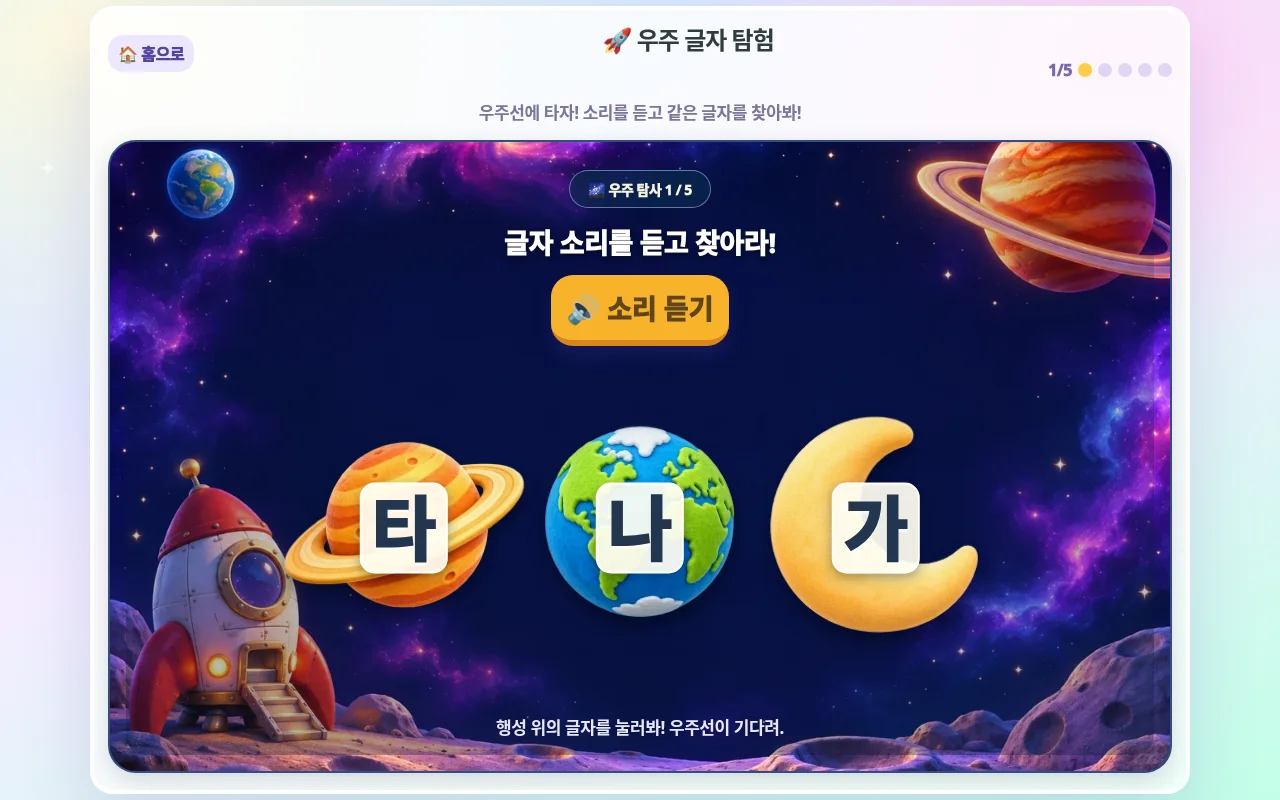 🏠 홈으로
🚀 우주 글자 탐험
1/5
우주선에 타자! 소리를 듣고 같은 글자를 찾아봐!
🌌 우주 탐사 1 / 5
글자 소리를 듣고 찾아라!
🔊 소리 듣기
타
나
가
행성 위의 글자를 눌러봐! 우주선이 기다려.